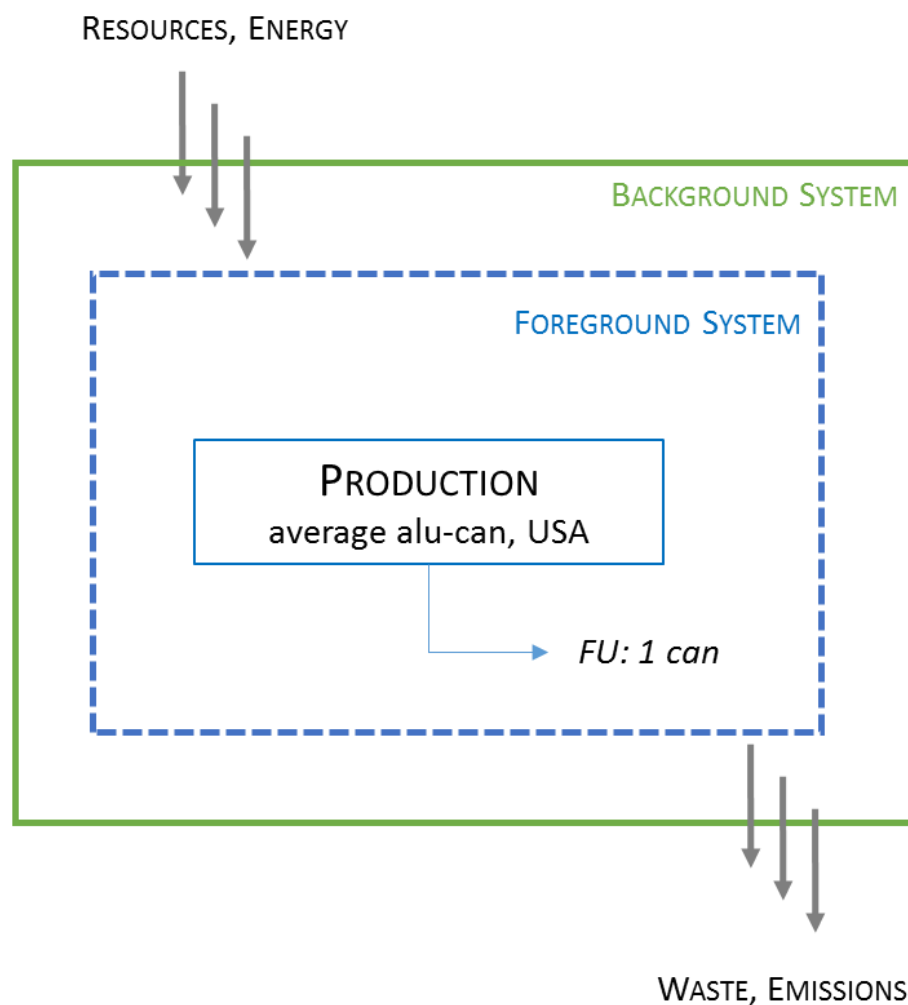 RESOURCES, ENERGY
BACKGROUND SYSTEM
FOREGROUND SYSTEM
PRODUCTION
average alu-can, USA
FU: 1 can
WASTE, EMISSIONS